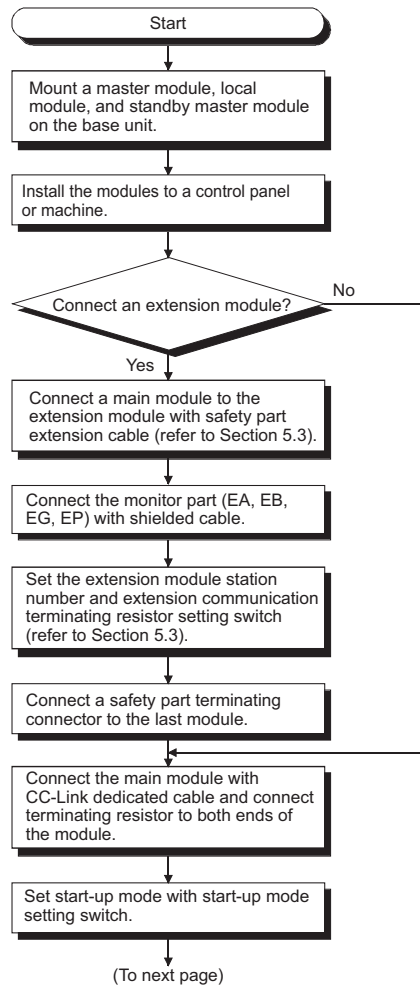 Start
Mount a master module, local
module, and standby master module
on the base unit.
Install the modules to a control panel
or machine.
Connect an extension module?
No
Yes
Connect a main module to the
extension module with safety part
extension cable (refer to Section 5.3).
Connect the monitor part (EA, EB,
EG, EP) with shielded cable.
Set the extension module station
number and extension communication
terminating resistor setting switch
(refer to Section 5.3).
Connect a safety part terminating
connector to the last module.
Connect the main module with
CC-Link dedicated cable and connect
terminating resistor to both ends of
the module.
Set start-up mode with start-up mode
setting switch.
(To next page)